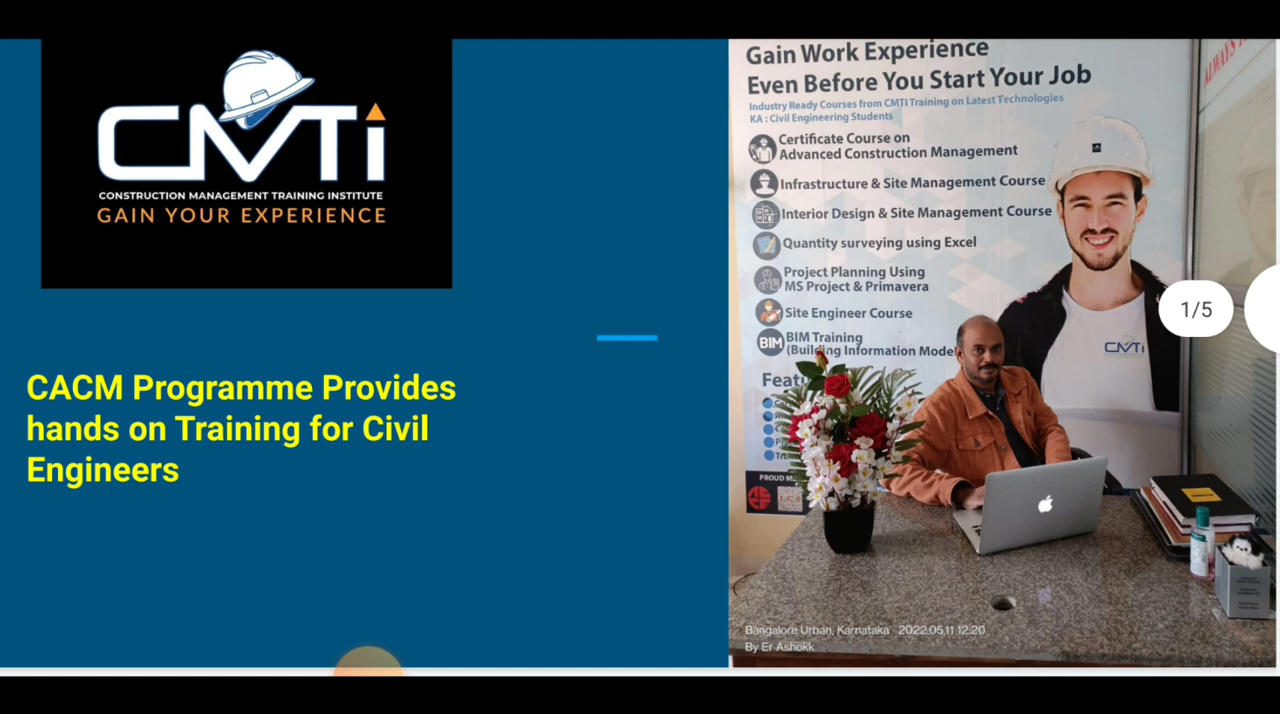 CMTi
CONSTRUCTION MANAGEMENT TRAINING INSTITUTE
GAIN YOUR EXPERIENCE
CACM Programme Provides
hands on Training for Civil
Engineers
Gain Work Experience
Even Before You Start Your Job
Industry Ready Courses from CMTI Training on Latest Technologies
KA : Civil Engineering Students
Certificate Course on
Advanced Construction Management
Infrastructure & Site Management Course
Interior Design & Site Management Course
Quantity surveying using Excel
Project Planning Using
MS Project & Primavera
Site Engineer Course
BIM
BIM Training
(Building Information Model
CMTi
PROUD
1/5
Bangalore Urban, Karnataka 2022.05.11 12:20
By Er Ashokk